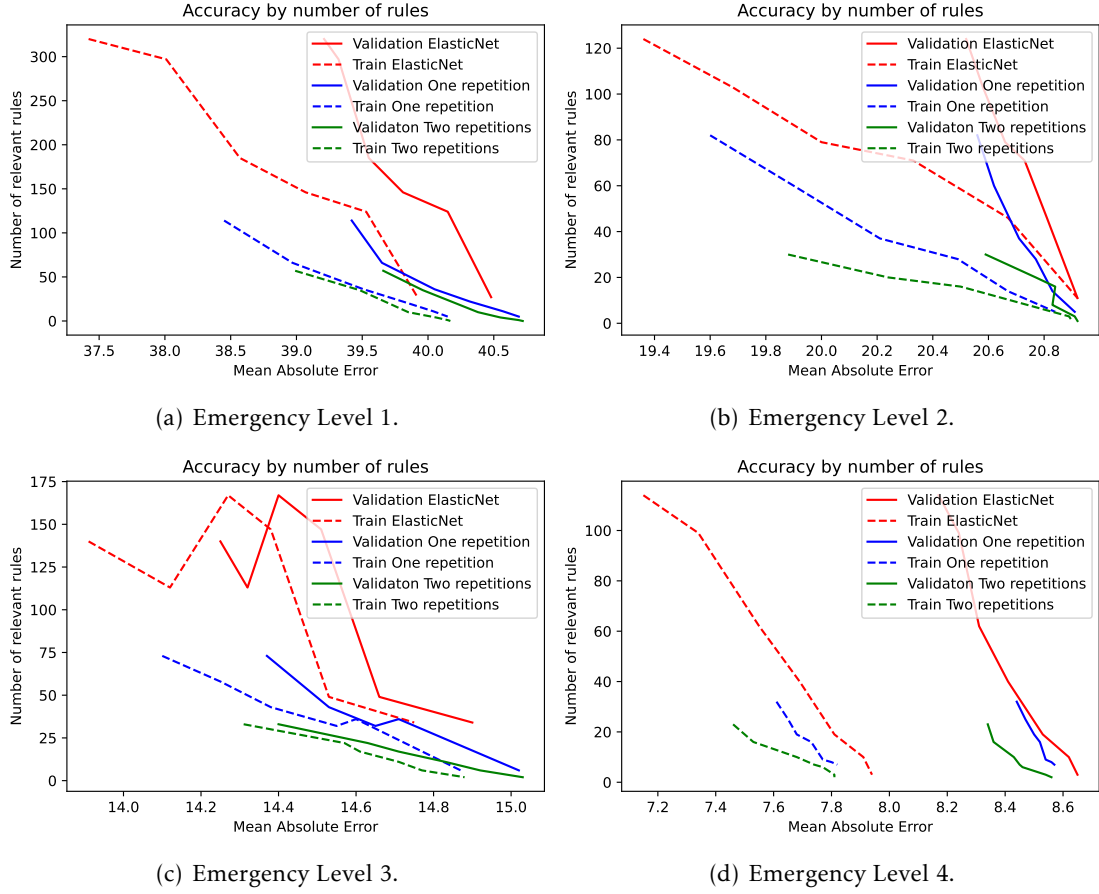 Accuracy by number of rules
Number of relevant rules
300
250
200
150
100
50
0
Validation ElasticNet
Train ElasticNet
Validation One repetition
Train One repetition
Validaton Two repetitions
Train Two repetitions
37.5 38.0 38.5 39.0 39.5 40.0 40.5
Mean Absolute Error
(a) Emergency Level 1.
Accuracy by number of rules
Number of relevant rules
120
100
80
60
40
20
0
Validation ElasticNet
Train ElasticNet
Validation One repetition
Train One repetition
Validaton Two repetitions
Train Two repetitions
19.4 19.6 19.8 20.0 20.2 20.4 20.6 20.8
Mean Absolute Error
(b) Emergency Level 2.
Accuracy by number of rules
Number of relevant rules
175
150
125
100
75
50
25
0
Validation ElasticNet
Train ElasticNet
Validation One repetition
Train One repetition
Validaton Two repetitions
Train Two repetitions
14.0 14.2 14.4 14.6 14.8 15.0
Mean Absolute Error
(c) Emergency Level 3.
Accuracy by number of rules
Number of relevant rules
100
80
60
40
20
0
Validation ElasticNet
Train ElasticNet
Validation One repetition
Train One repetition
Validaton Two repetitions
Train Two repetitions
7.2 7.4 7.6 7.8 8.0 8.2 8.4 8.6
Mean Absolute Error
(d) Emergency Level 4.